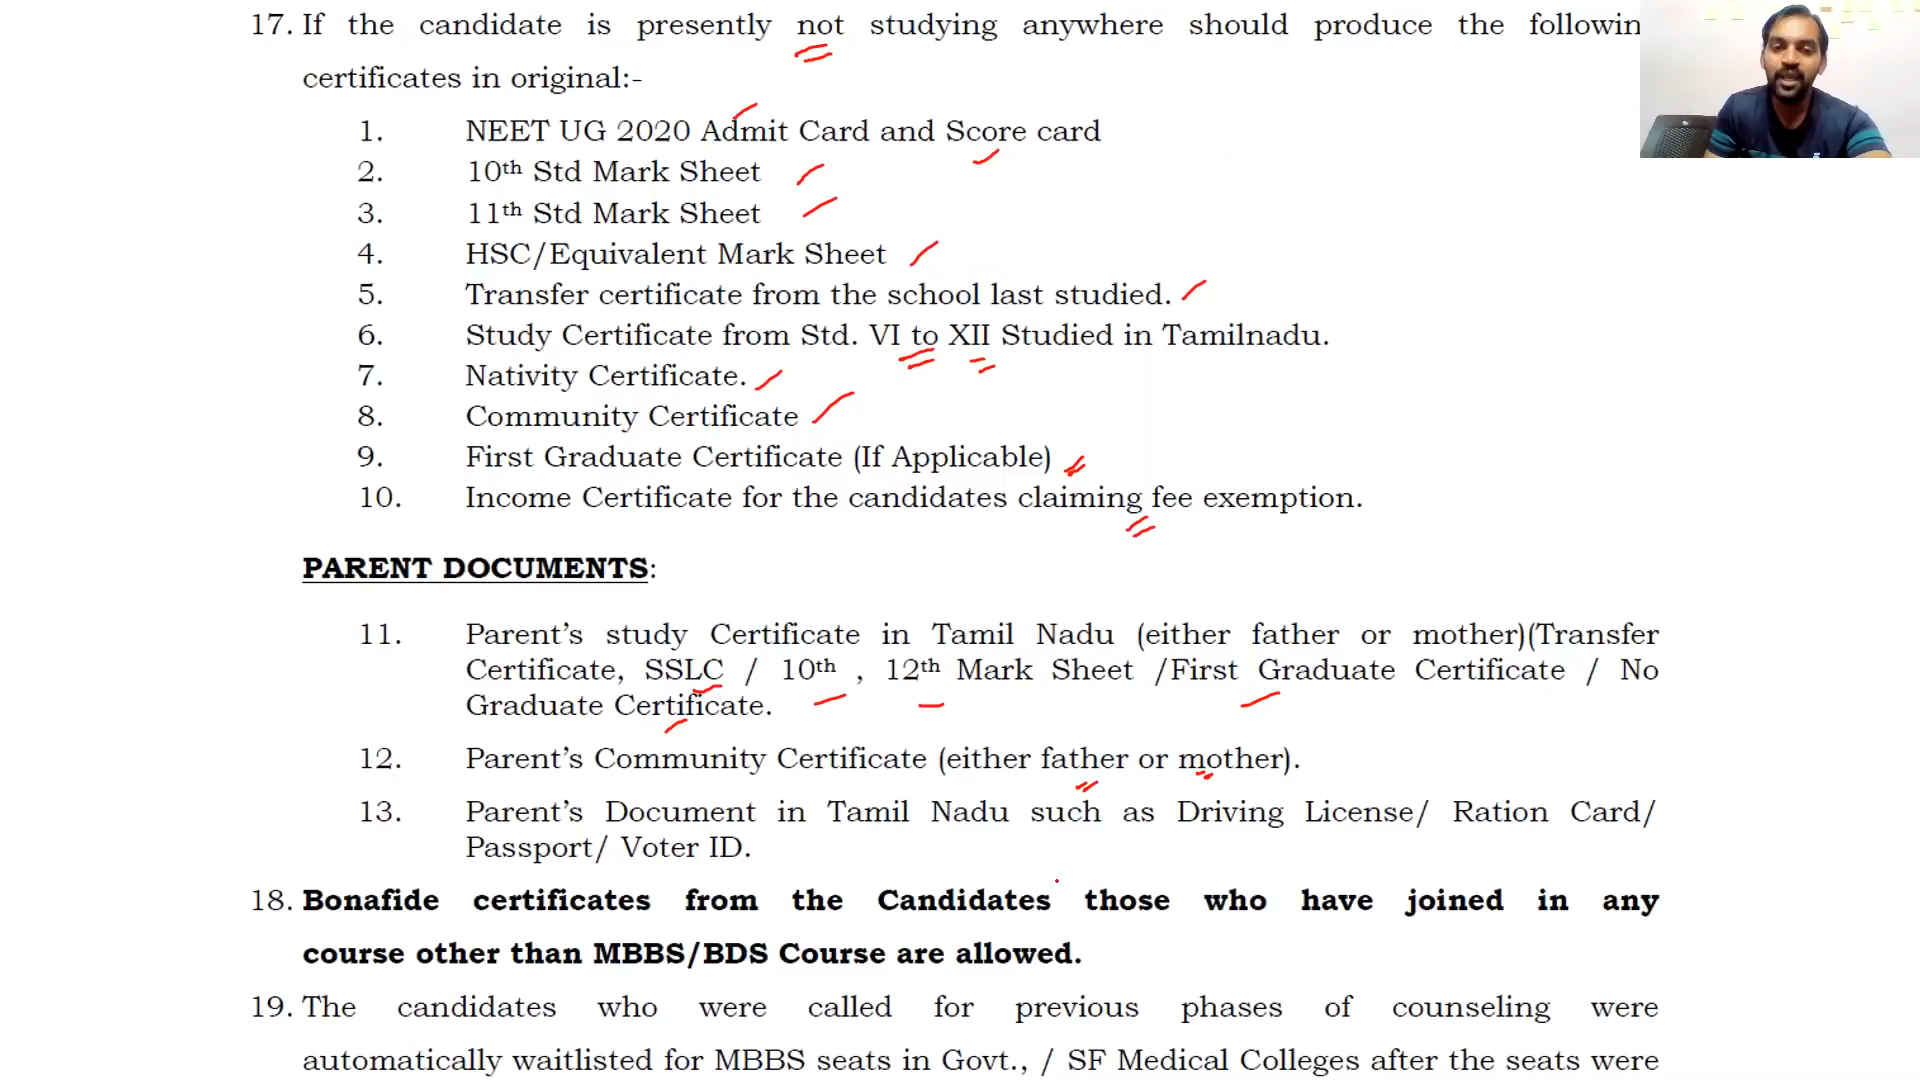 17. If the candidate is presently not studying anywhere should produce the followin
certificates in original:-
1. NEET UG 2020 Admit Card and Score card
2. 10th Std Mark Sheet
3. 11th Std Mark Sheet
4. HSC/Equivalent Mark Sheet
5. Transfer certificate from the school last studied.
6. Study Certificate from Std. VI to XII Studied in Tamilnadu.
7. Nativity Certificate.
8. Community Certificate
9. First Graduate Certificate (If Applicable)
10. Income Certificate for the candidates claiming fee exemption.
PARENT DOCUMENTS:
11. Parent’s study Certificate in Tamil Nadu (either father or mother)(Transfer
Certificate, SSLC / 10th , 12th Mark Sheet /First Graduate Certificate / No
Graduate Certificate.
12. Parent’s Community Certificate (either father or mother).
13. Parent’s Document in Tamil Nadu such as Driving License/ Ration Card/
Passport/ Voter ID.
18. Bonafide certificates from the Candidates those who have joined in any
course other than MBBS/BDS Course are allowed.
19. The candidates who were called for previous phases of counseling were
automatically waitlisted for MBBS seats in Govt., / SF Medical Colleges after the seats were